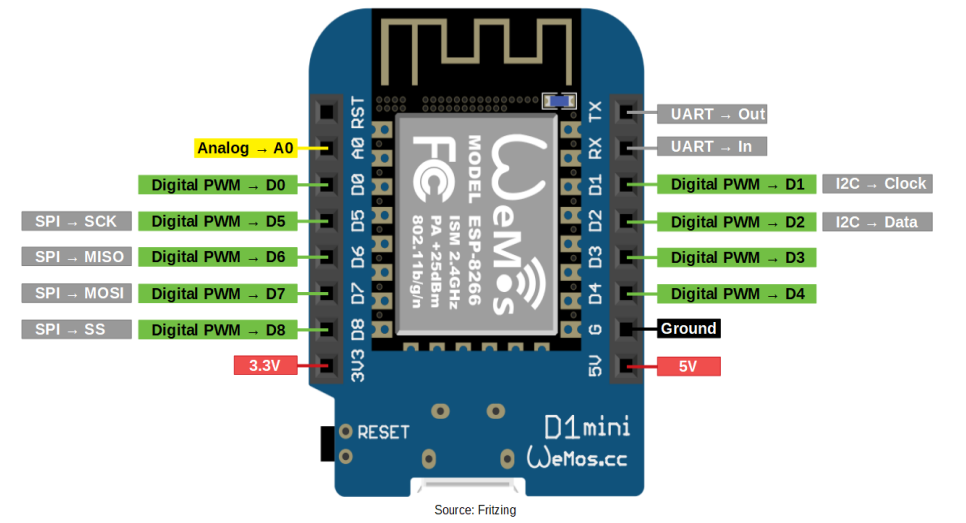 RST
A0
D0
D5
D6
D7
D8
3V3
Analog → A0
Digital PWM → D0
SPI → SCK
Digital PWM → D5
SPI → MISO
Digital PWM → D6
SPI → MOSI
Digital PWM → D7
SPI → SS
Digital PWM → D8
3.3V
WeMos
MODEL ESP-8266
ISM 2.4GHz
PA +25dBm
802.11b/g/n
FC
TX
RX
D1
D2
D3
D4
G
5V
UART → Out
UART → In
Digital PWM → D1
I2C → Clock
Digital PWM → D2
I2C → Data
Digital PWM → D3
Digital PWM → D4
Ground
5V
RESET
D1mini
WeMos.cc
Source: Fritzing